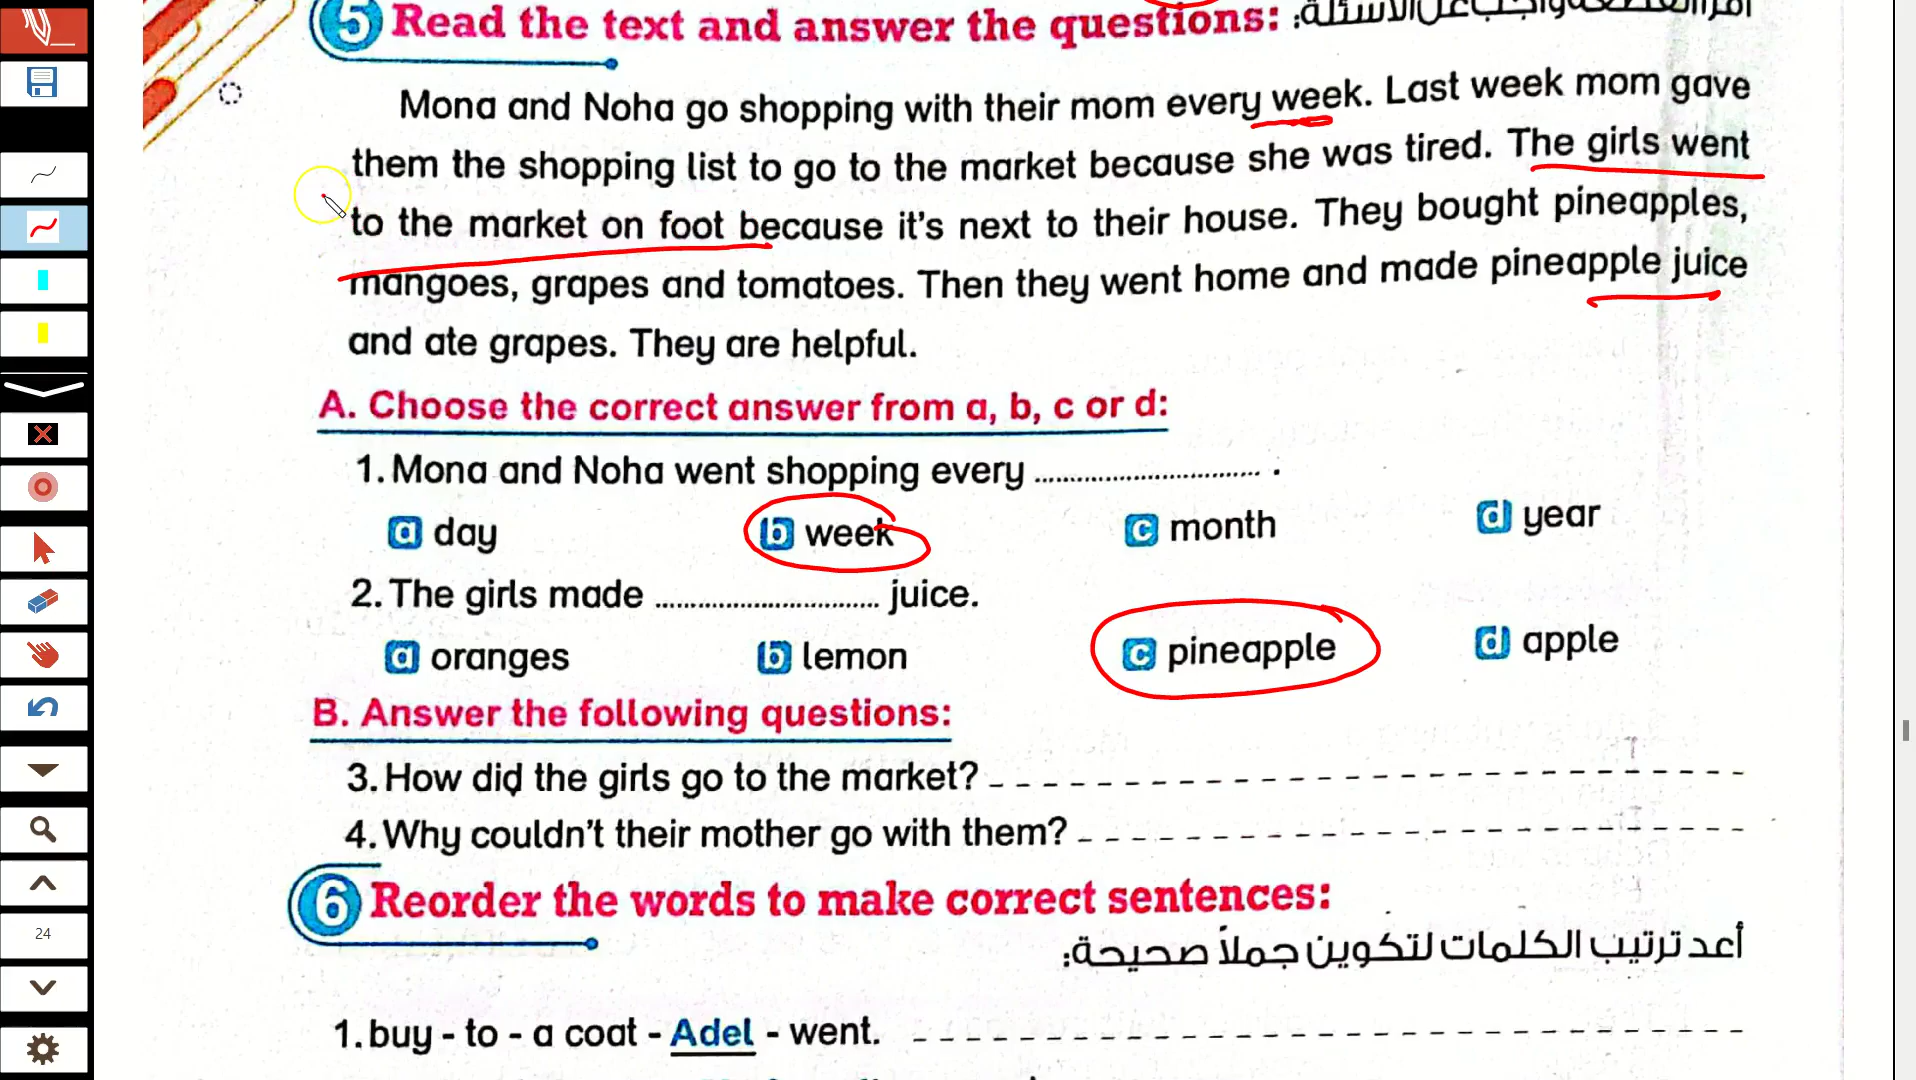 5 Read the text and answer the questions:
Mona and Noha go shopping with their mom every week. Last week mom gave
them the shopping list to go to the market because she was tired. The girls went
to the market on foot because it's next to their house. They bought pineapples,
mangoes, grapes and tomatoes. Then they went home and made pineapple juice
and ate grapes. They are helpful.
A. Choose the correct answer from a, b, c or d:
1. Mona and Noha went shopping every .............................. .
a day b week c month d year
2. The girls made .............................. juice.
a oranges b lemon c pineapple d apple
B. Answer the following questions:
3. How did the girls go to the market?
4. Why couldn't their mother go with them?
6 Reorder the words to make correct sentences:
أعد ترتيب الكلمات لتكوين جملاً صحيحة:
1. buy - to - a coat - Adel - went.
24